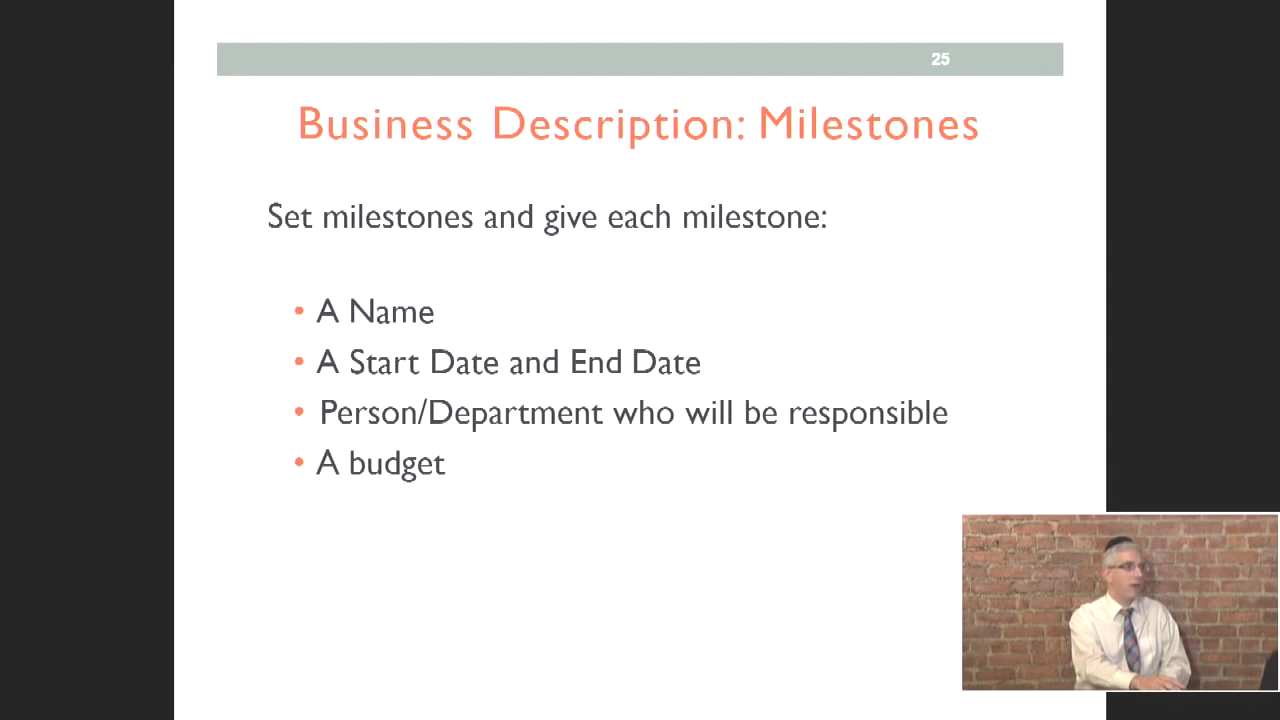 25
Business Description: Milestones
Set milestones and give each milestone:
• A Name
• A Start Date and End Date
• Person/Department who will be responsible
• A budget